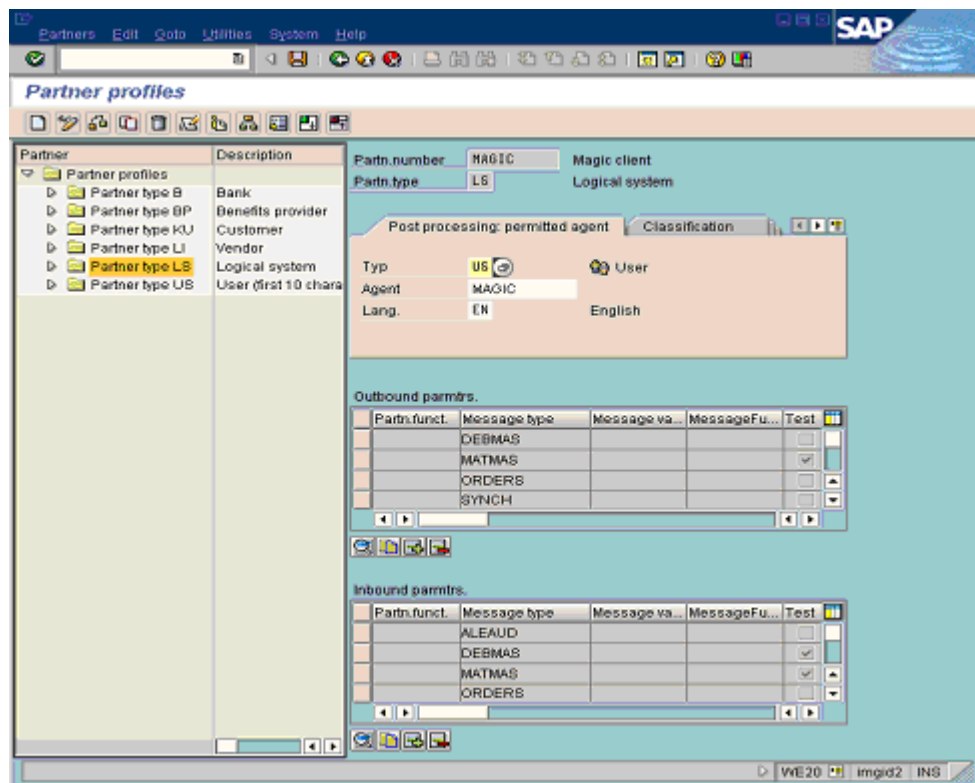 Partners Edit Goto Utilities System Help
SAP
Partner profiles
Partner Description
Partner profiles
Partner type B Bank
Partner type BP Benefits provider
Partner type KU Customer
Partner type LI Vendor
Partner type LS Logical system
Partner type US User (first 10 chara
Partn.number MAGIC Magic client
Partn.type LS Logical system
Post processing: permitted agent Classification
Typ US User
Agent MAGIC
Lang. EN English
Outbound parmtrs.
Partn.funct. Message type Message va... MessageFu... Test
DEBMAS
MATMAS
ORDERS
SYNCH
Inbound parmtrs.
Partn.funct. Message type Message va... MessageFu... Test
ALEAUD
DEBMAS
MATMAS
ORDERS
WE20 imgid2 INS